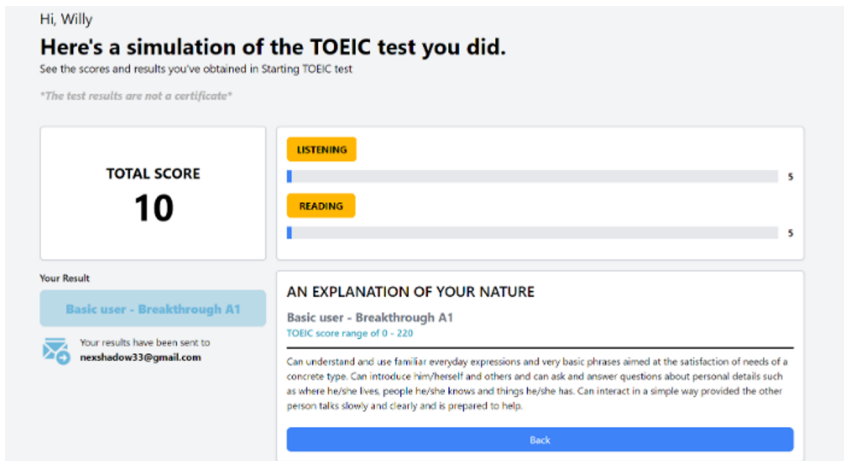 Hi, Willy
Here's a simulation of the TOEIC test you did.
See the scores and results you've obtained in Starting TOEIC test
*The test results are not a certificate*
TOTAL SCORE
10
LISTENING
5
READING
5
Your Result
Basic user - Breakthrough A1
Your results have been sent to
nexshadow33@gmail.com
AN EXPLANATION OF YOUR NATURE
Basic user - Breakthrough A1
TOEIC score range of 0 - 220
Can understand and use familiar everyday expressions and very basic phrases aimed at the satisfaction of needs of a
concrete type. Can introduce him/herself and others and can ask and answer questions about personal details such
as where he/she lives, people he/she knows and things he/she has. Can interact in a simple way provided the other
person talks slowly and clearly and is prepared to help.
Back